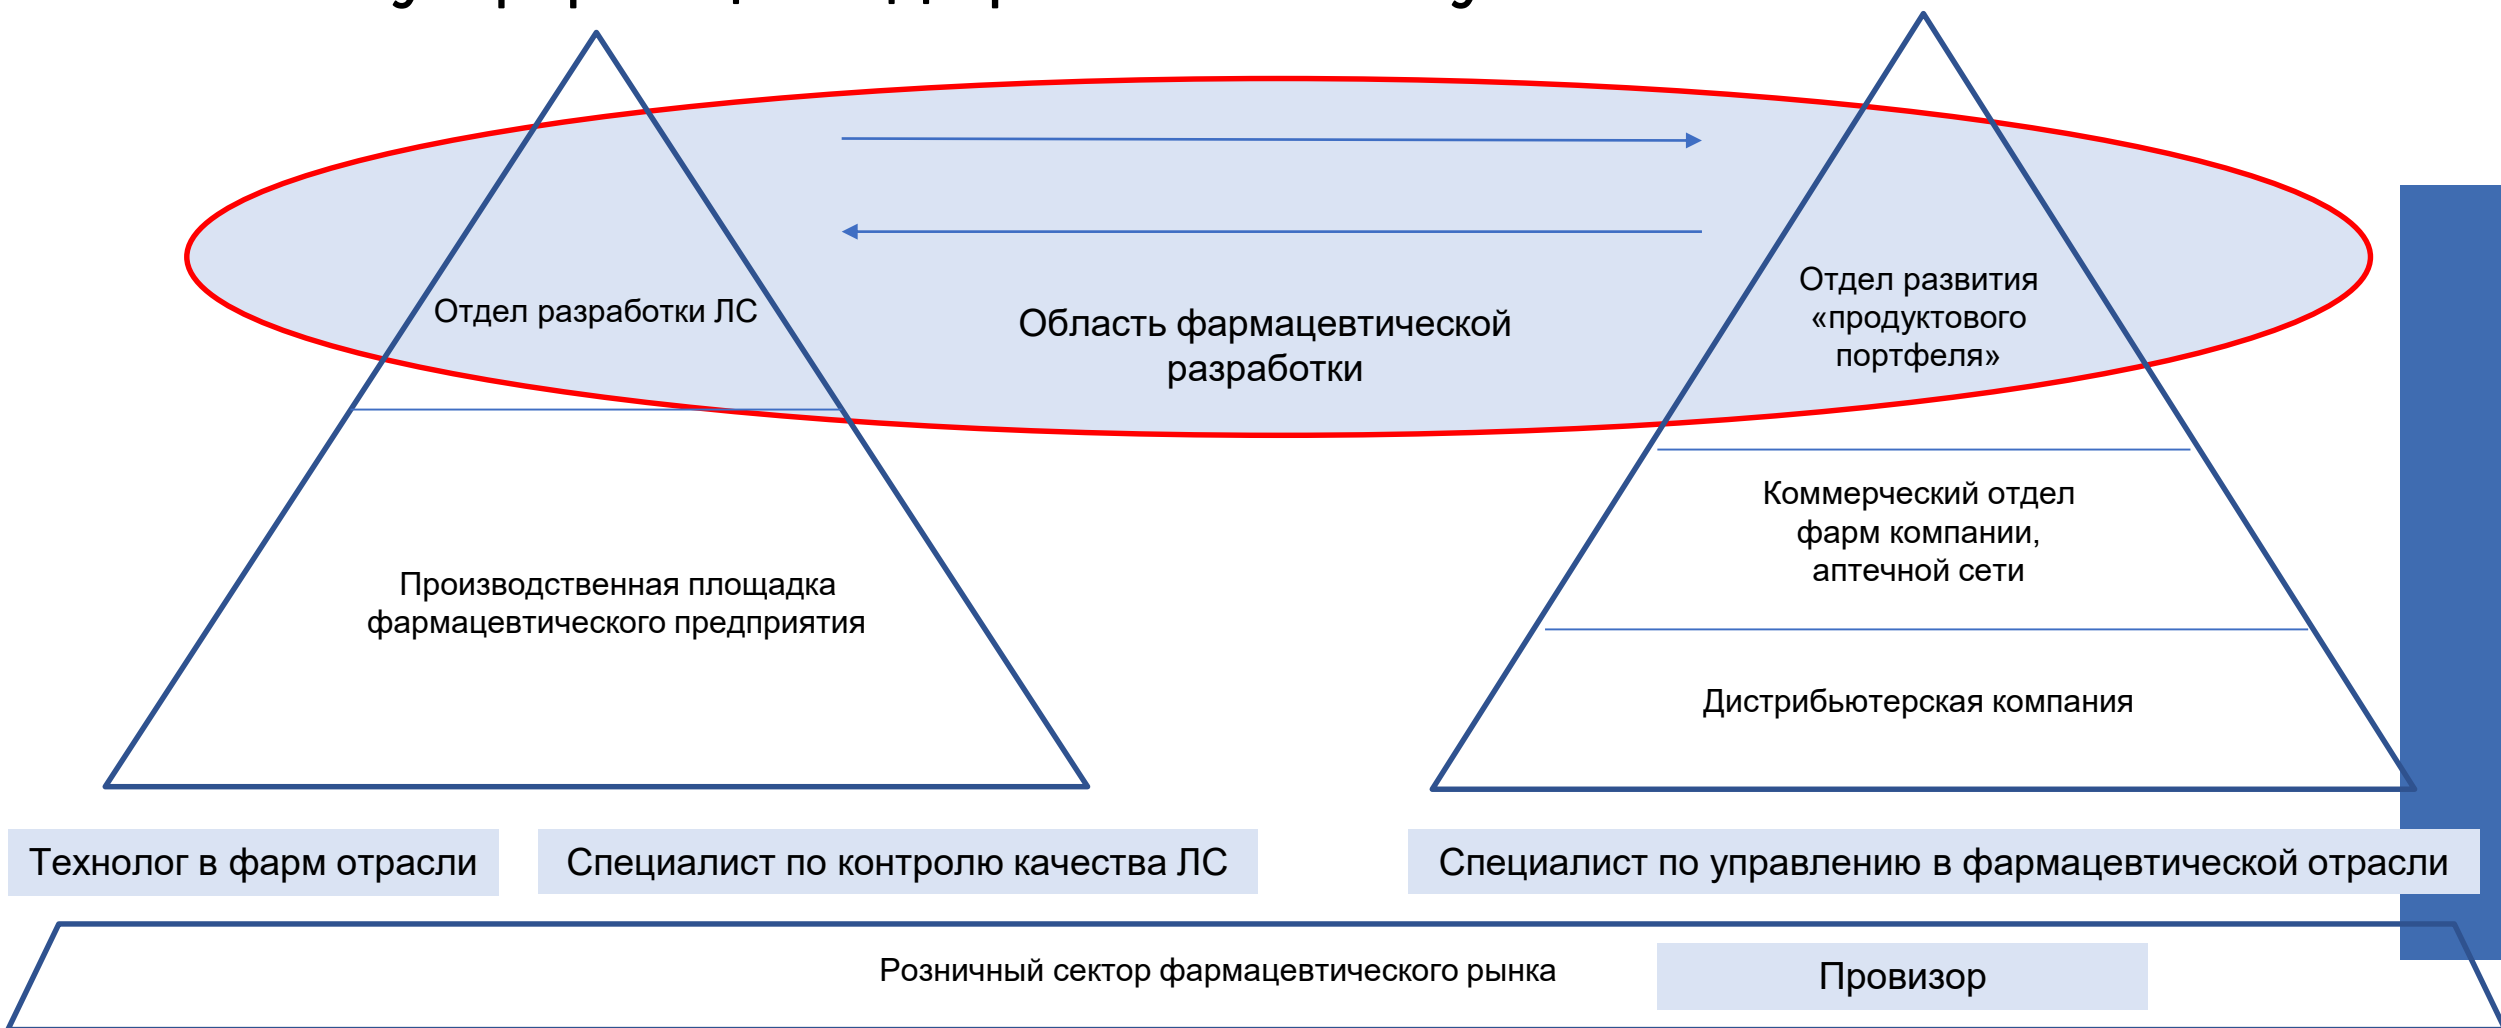 Отдел разработки ЛС
Область фармацевтической
разработки
Отдел развития
«продуктового
портфеля»
Производственная площадка
фармацевтического предприятия
Коммерческий отдел
фарм компании,
аптечной сети
Дистрибьютерская компания
Технолог в фарм отрасли
Специалист по контролю качества ЛС
Специалист по управлению в фармацевтической отрасли
Розничный сектор фармацевтического рынка
Провизор